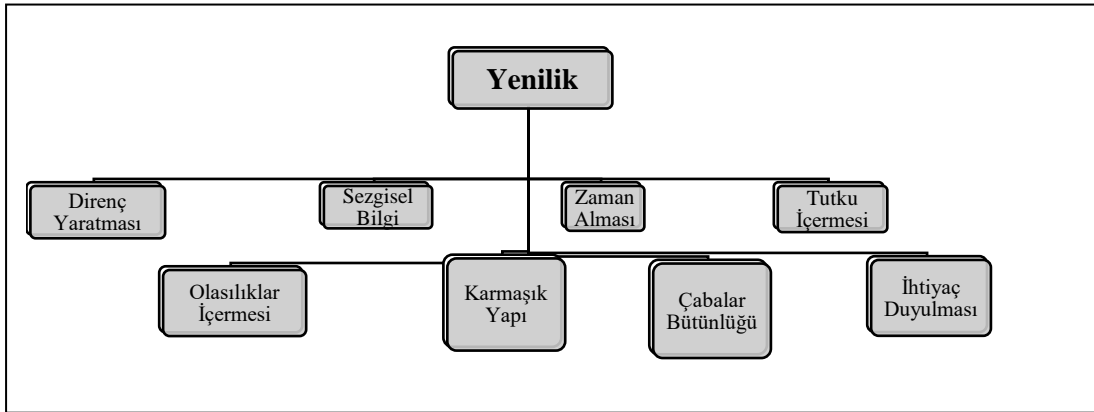 Yenilik
Direnç
Yaratması
Sezgisel
Bilgi
Zaman
Alması
Tutku
İçermesi
Olasılıklar
İçermesi
Karmaşık
Yapı
Çabalar
Bütünlüğü
İhtiyaç
Duyulması